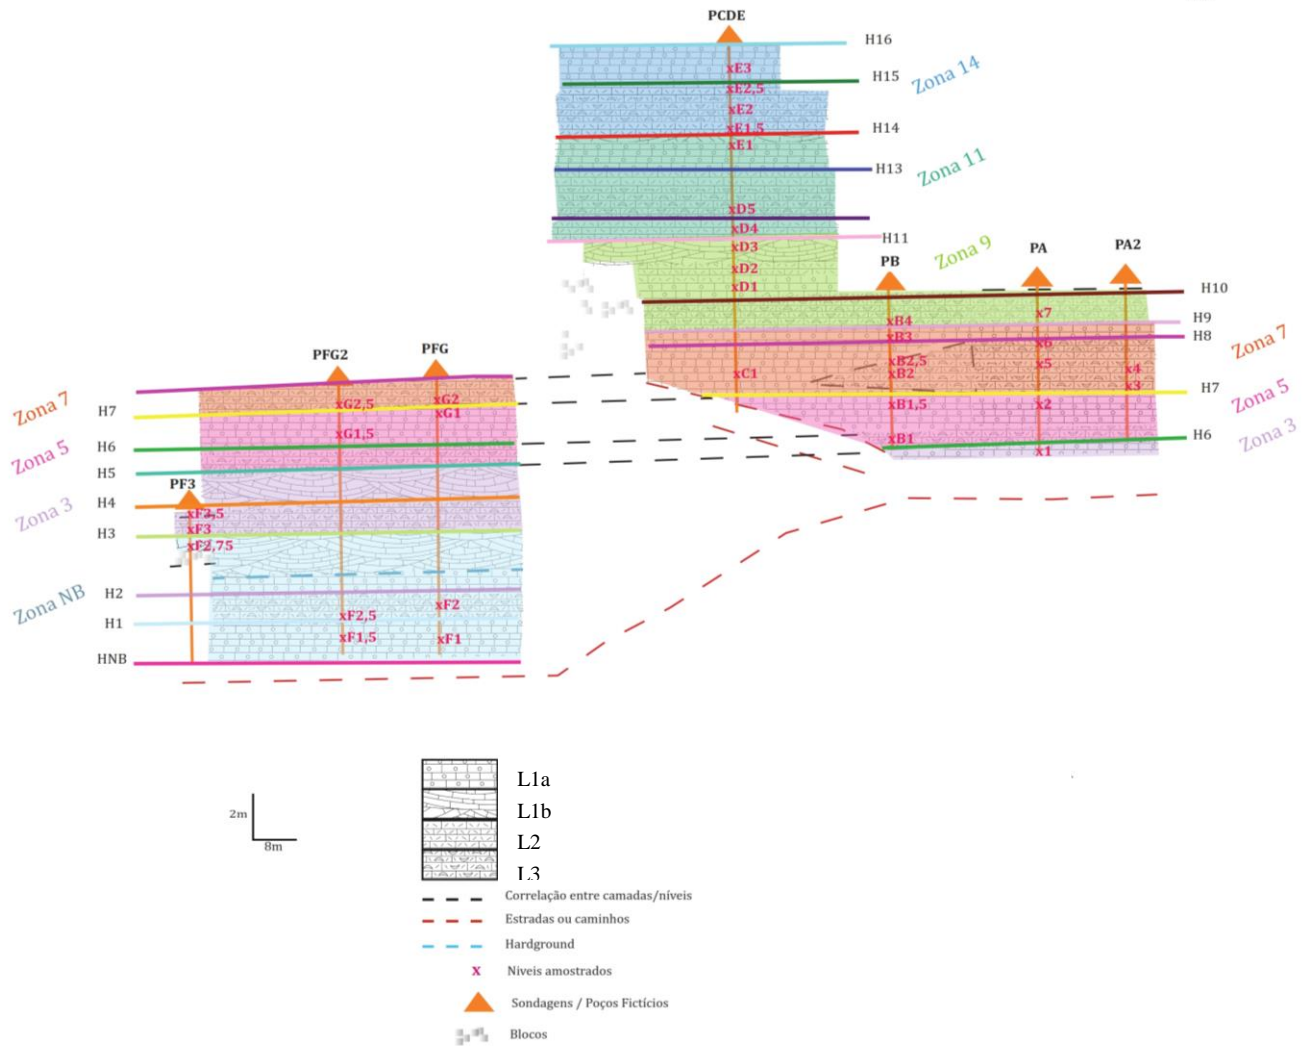 PCDE
H16
xE3
H15
Zona 14
xE2,5
xE2
xE1,5
H14
xE1
H13
Zona 11
xD5
xD4
H11
xD3
Zona 9
PA
PA2
PB
xD2
xD1
H10
x7
xB4
H9
xB3
H8
x6
Zona 7
xB2,5
x5
xC1
xB2
x4
x3
H7
xB1,5
x2
Zona 5
xB1
H6
x1
Zona 3
PFG2
PFG
xG2,5
xG2
Zona 7
H7
xG1
xG1,5
H6
Zona 5
H5
PF3
H4
xF3,5
Zona 3
xF3
H3
xF2,75
H2
Zona NB
xF2
xF2,5
H1
xF1,5
xF1
HNB
L1a
L1b
L2
L3
2m
8m
Correlação entre camadas/níveis
Estradas ou caminhos
Hardground
x Niveis amostrados
Sondagens / Poços Fictícios
Blocos